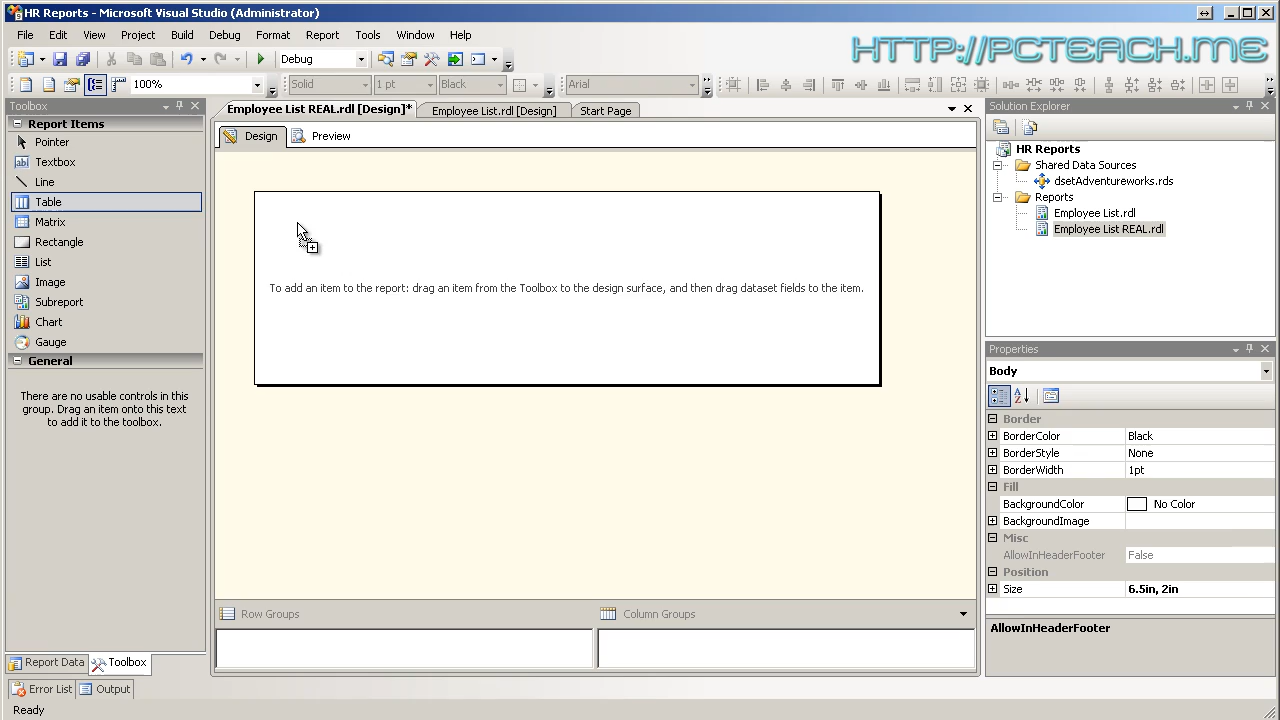 HR Reports - Microsoft Visual Studio (Administrator)
File Edit View Project Build Debug Format Report Tools Window Help
HTTP://PCTEACH.ME
Debug
100% Solid 1 pt Black Arial
Toolbox
Report Items
Pointer
Textbox
Line
Table
Matrix
Rectangle
List
Image
Subreport
Chart
Gauge
General
There are no usable controls in this
group. Drag an item onto this text
to add it to the toolbox.
Report Data Toolbox
Error List Output
Ready
Employee List REAL.rdl [Design]* Employee List.rdl [Design] Start Page
Design Preview
To add an item to the report: drag an item from the Toolbox to the design surface, and then drag dataset fields to the item.
Row Groups Column Groups
Solution Explorer
HR Reports
Shared Data Sources
dsetAdventureworks.rds
Reports
Employee List.rdl
Employee List REAL.rdl
Properties
Body
Border
BorderColor Black
BorderStyle None
BorderWidth 1pt
Fill
BackgroundColor No Color
BackgroundImage
Misc
AllowInHeaderFooter False
Position
Size 6.5in, 2in
AllowInHeaderFooter